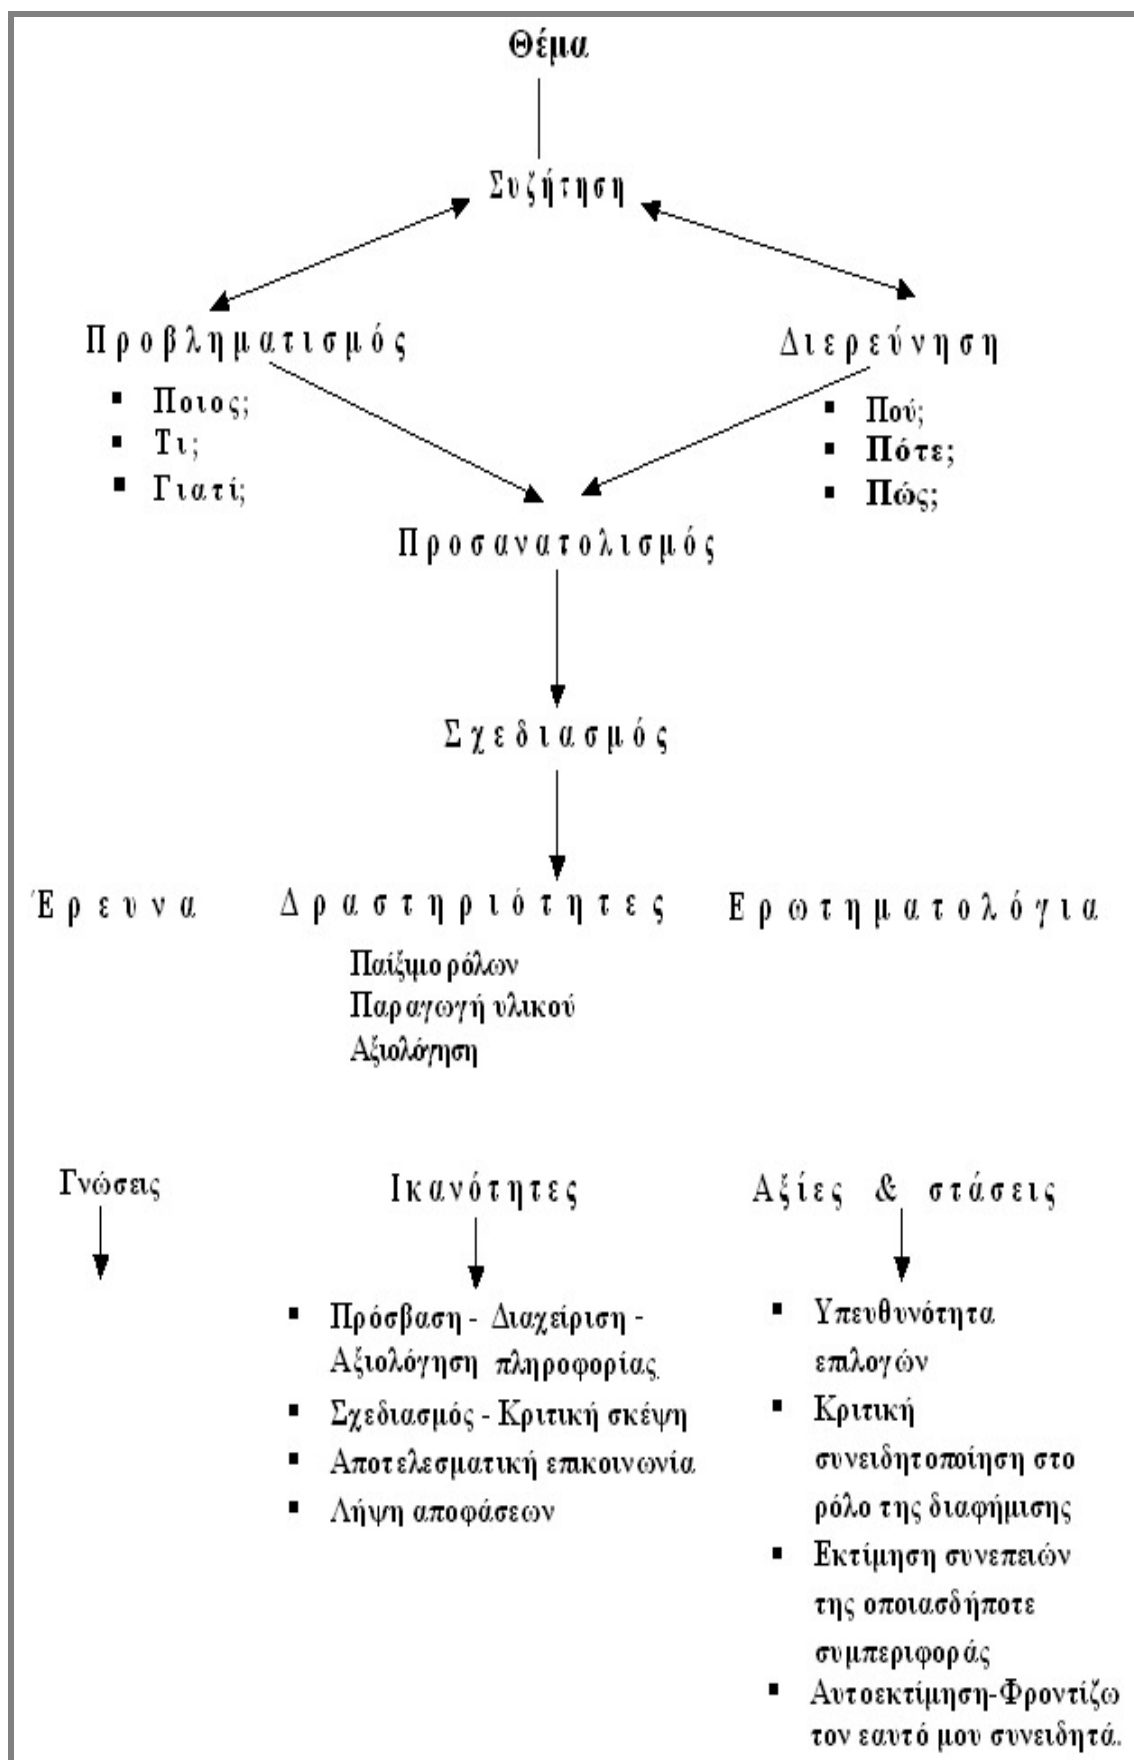 Θέμα
Συζήτηση
Προβληματισμός
▪ Ποιος;
▪ Τι;
▪ Γιατί;
Διερεύνηση
▪ Πού;
▪ Πότε;
▪ Πώς;
Προσανατολισμός
Σχεδιασμός
Έρευνα
Δραστηριότητες
Παίξιμο ρόλων
Παραγωγή υλικού
Αξιολόγηση
Ερωτηματολόγια
Γνώσεις
Ικανότητες
▪ Πρόσβαση - Διαχείριση -
Αξιολόγηση πληροφορίας.
▪ Σχεδιασμός - Κριτική σκέψη
▪ Αποτελεσματική επικοινωνία
▪ Λήψη αποφάσεων
Αξίες & στάσεις
▪ Υπευθυνότητα
επιλογών
▪ Κριτική
συνειδητοποίηση στο
ρόλο της διαφήμισης
▪ Εκτίμηση συνεπειών
της οποιασδήποτε
συμπεριφοράς
▪ Αυτοεκτίμηση-Φροντίζω
τον εαυτό μου συνειδητά.